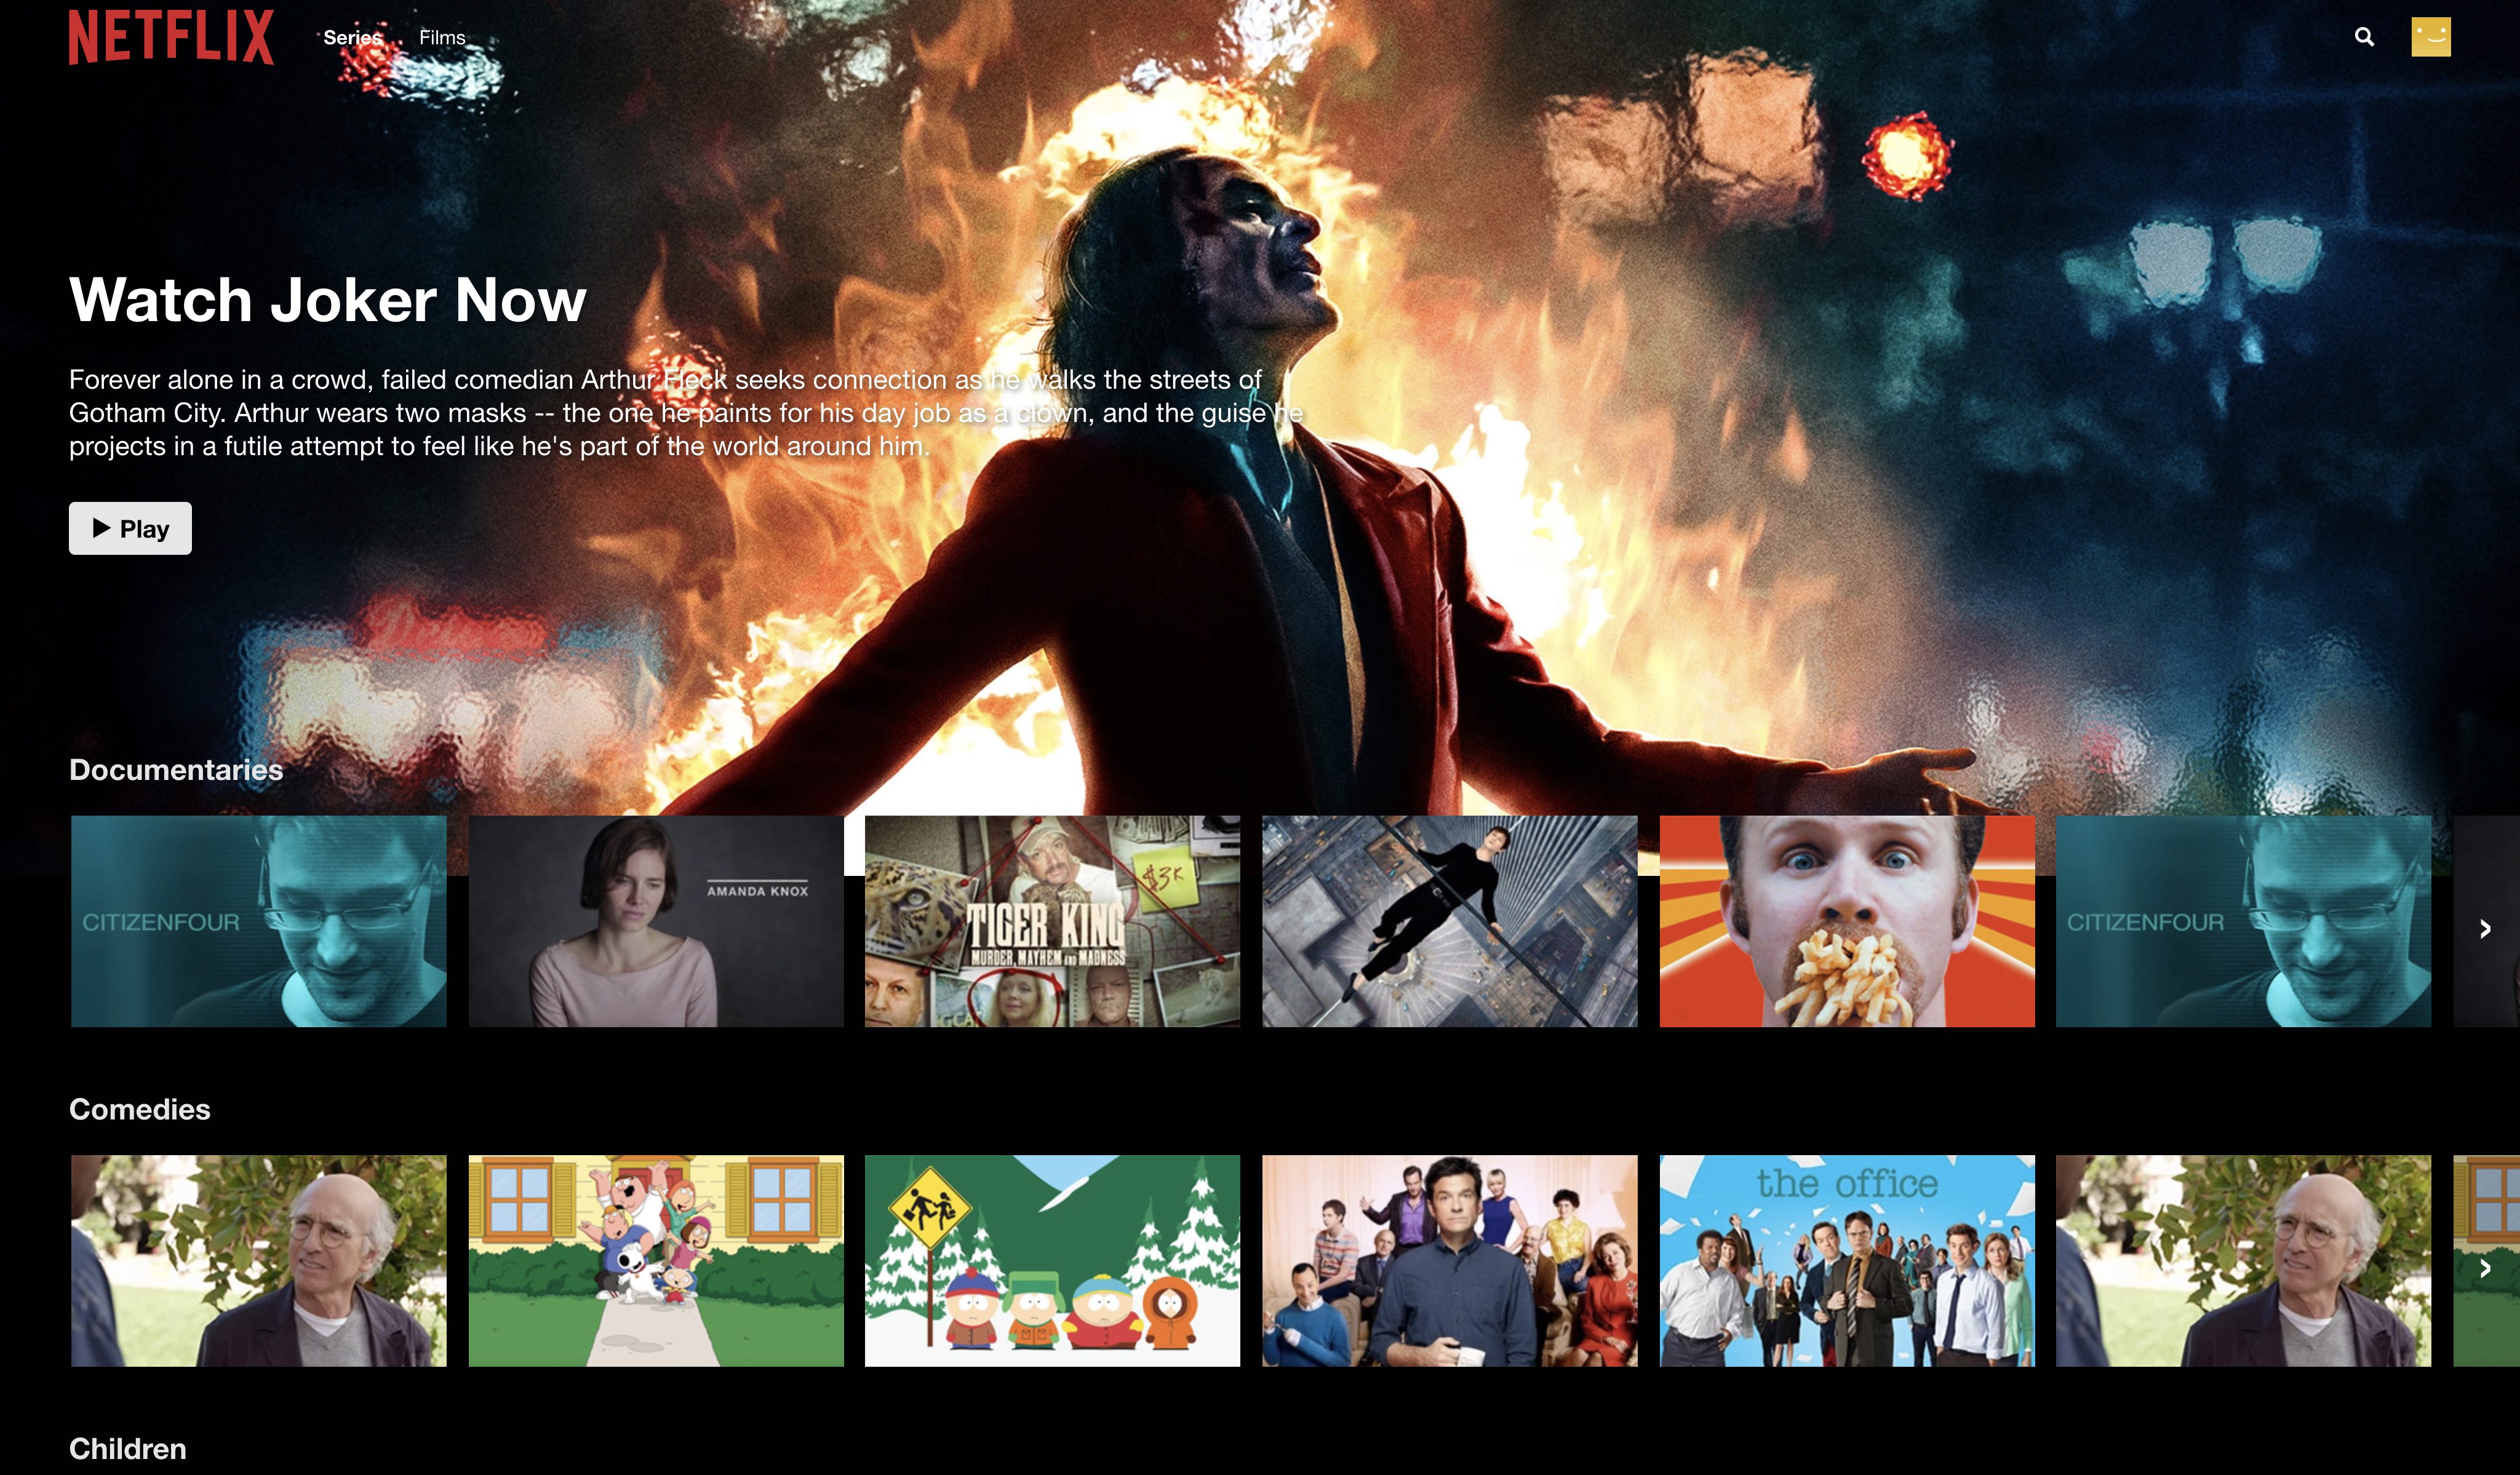 NETFLIX
Series
Films
Watch Joker Now
Forever alone in a crowd, failed comedian Arthur Fleck seeks connection as he walks the streets of
Gotham City. Arthur wears two masks -- the one he paints for his day job as a clown, and the guise he
projects in a futile attempt to feel like he's part of the world around him.
Play
Documentaries
CITIZENFOUR
AMANDA KNOX
$3K
TIGER KING
MURDER, MAYHEM AND MADNESS
CITIZENFOUR
Comedies
the office
Children